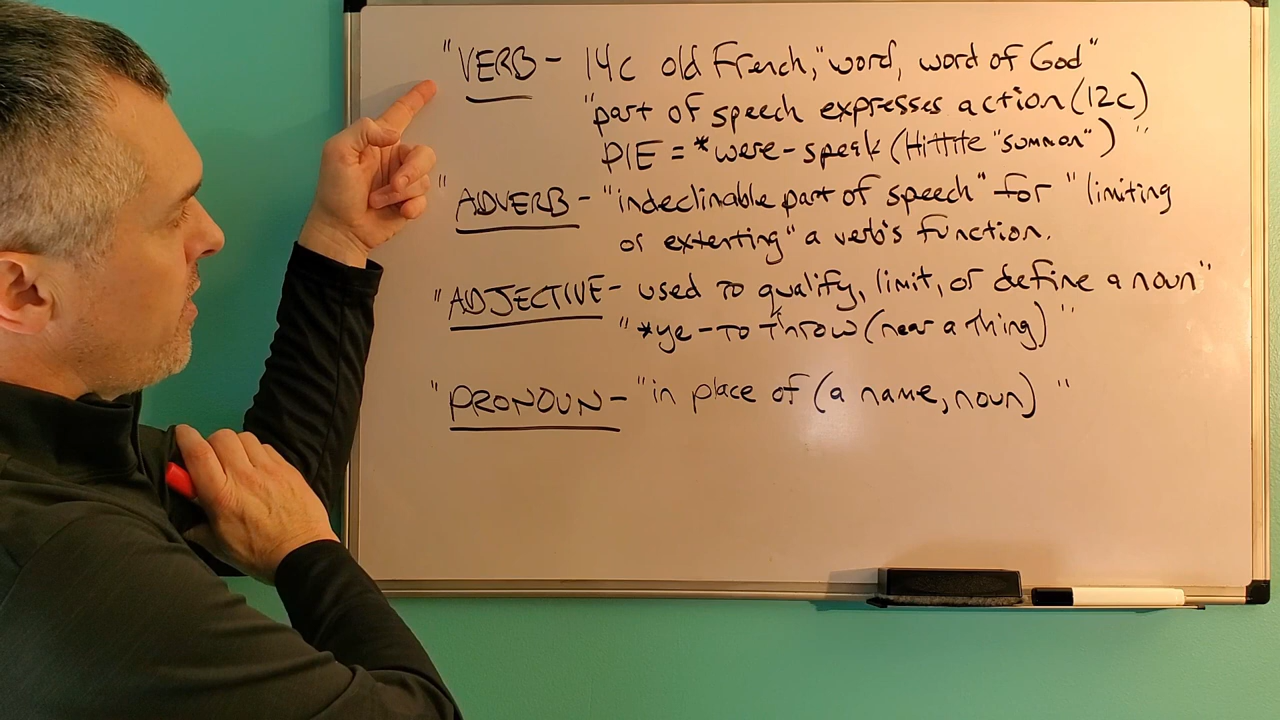 "VERB - 14c old French, "word, word of God"
"part of speech expresses action (12c)
PIE = *were - speak (Hittite "summon") "
"ADVERB - "indeclinable part of speech" for "limiting
or extenting" a verb's function.
"ADJECTIVE - used to qualify, limit, or define a noun"
"*ye - to throw (near a thing) "
"PRONOUN - "in place of (a name, noun) "